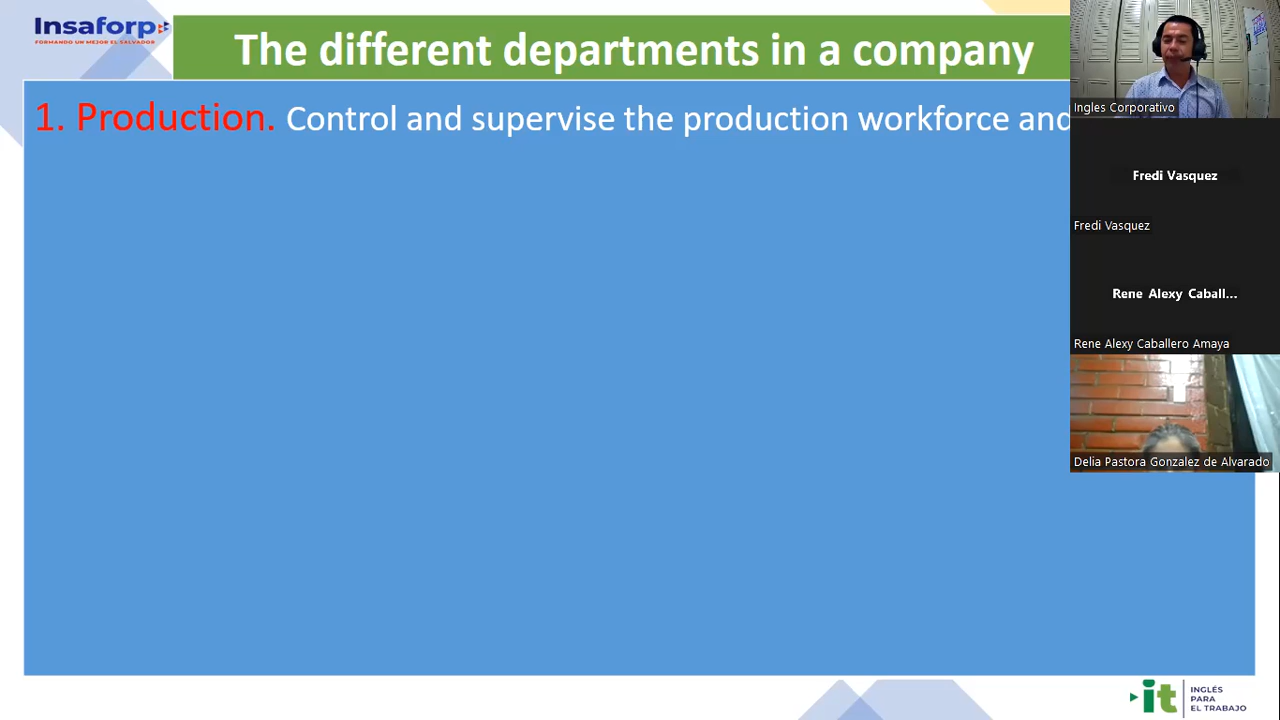 Insaforp
FORMANDO UN MEJOR EL SALVADOR
The different departments in a company
1. Production. Control and supervise the production workforce and
Ingles Corporativo
Fredi Vasquez
Fredi Vasquez
Rene Alexy Caball...
Rene Alexy Caballero Amaya
Delia Pastora Gonzalez de Alvarado
it
INGLÉS
PARA
EL TRABAJO